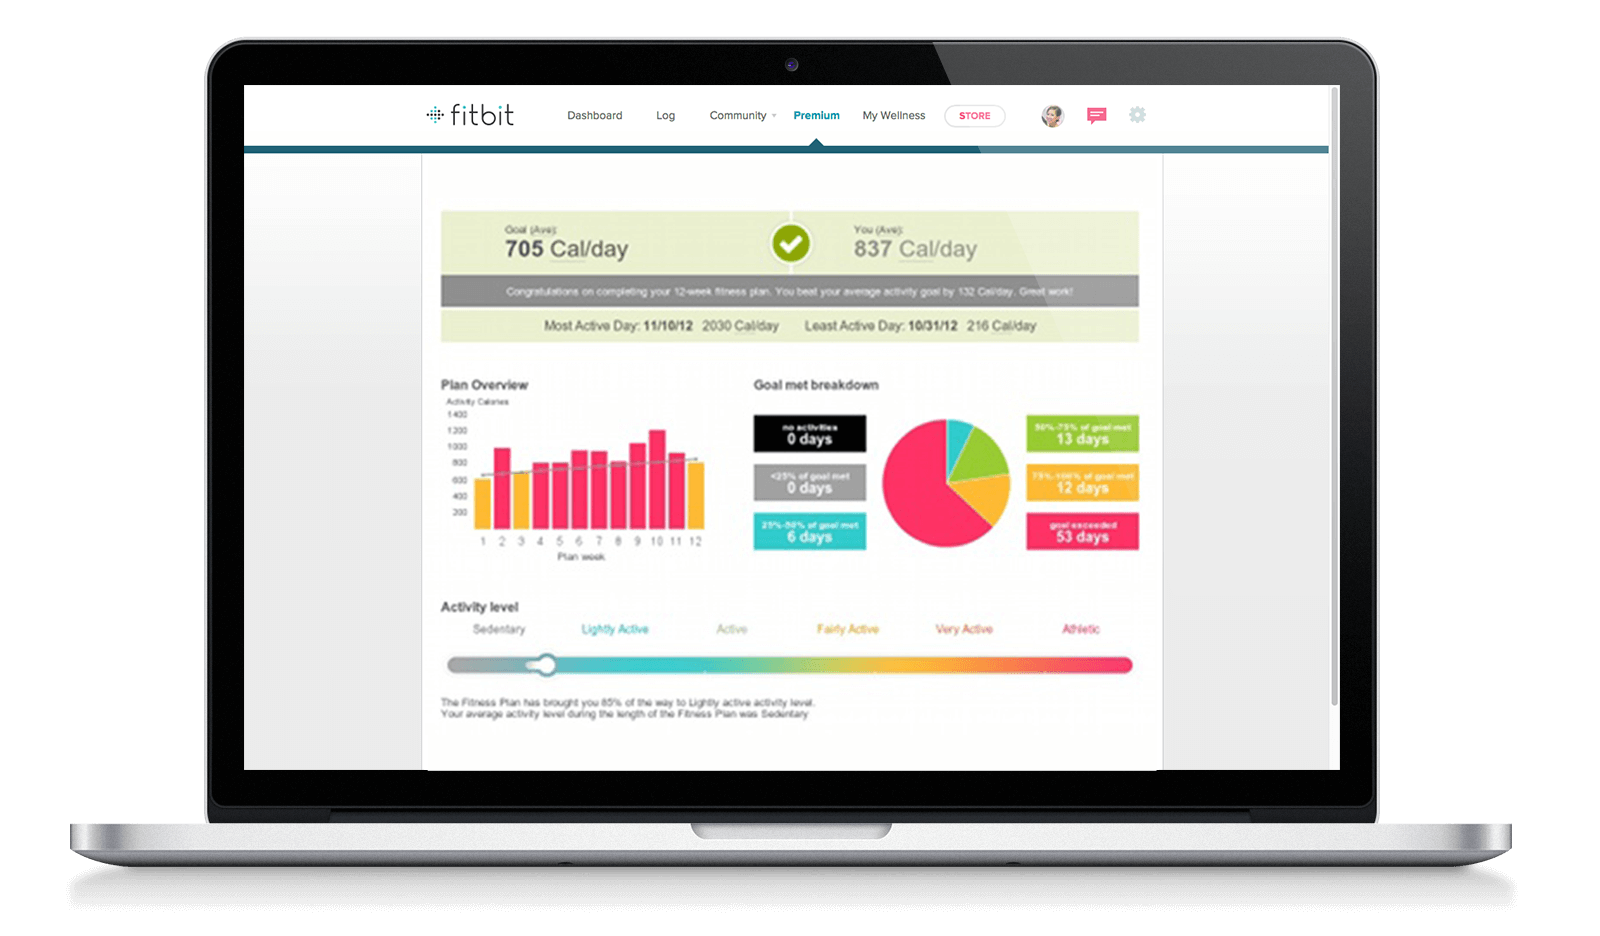 fitbit
Dashboard Log Community Premium My Wellness STORE
Goal (Ave):
705 Cal/day
You (Ave):
837 Cal/day
Congratulations on completing your 12-week fitness plan. You beat your average activity goal by 132 Cal/day. Great work!
Most Active Day: 11/10/12 2030 Cal/day Least Active Day: 10/31/12 216 Cal/day
Plan Overview
Activity Calories
1400
1200
1000
800
600
400
200
1 2 3 4 5 6 7 8 9 10 11 12
Plan week
Goal met breakdown
no activities
0 days
<25% of goal met
0 days
25%-50% of goal met
6 days
50%-75% of goal met
13 days
75%-100% of goal met
12 days
goal exceeded
53 days
Activity level
Sedentary Lightly Active Active Fairly Active Very Active Athletic
The Fitness Plan has brought you 85% of the way to Lightly active activity level.
Your average activity level during the length of the Fitness Plan was Sedentary